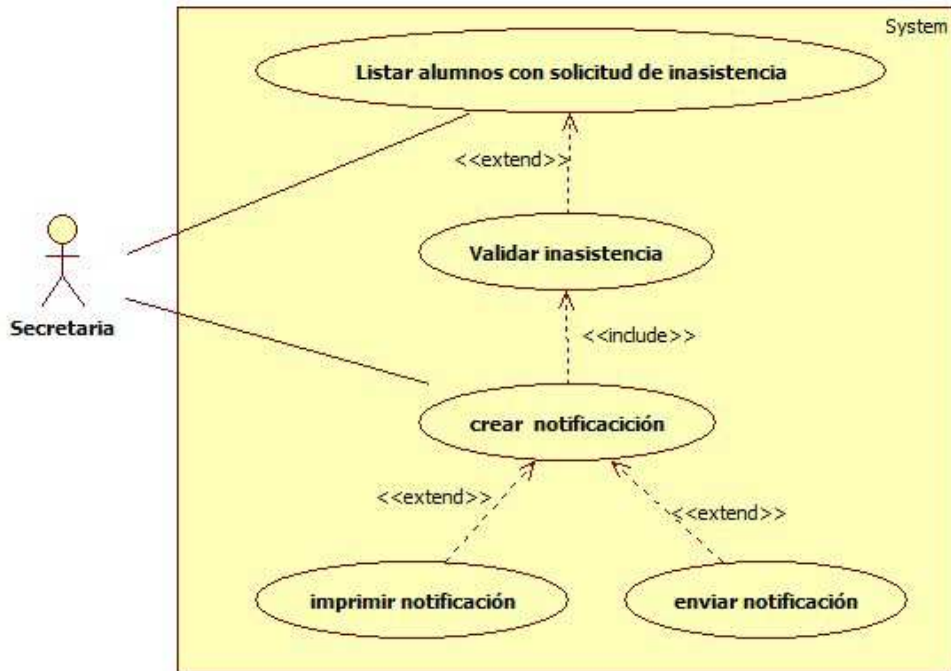 System
Listar alumnos con solicitud de inasistencia
<<extend>>
Validar inasistencia
Secretaria
<<include>>
crear notificacición
<<extend>>
<<extend>>
imprimir notificación
enviar notificación